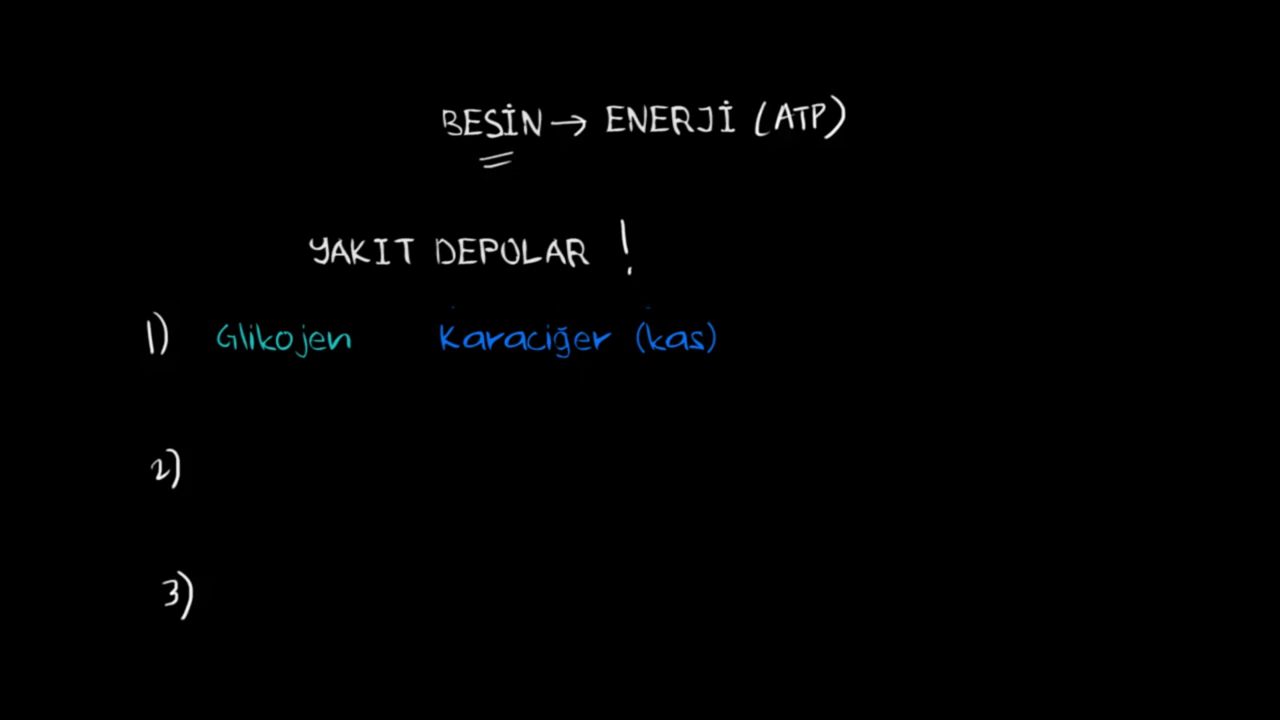 BESİN → ENERJİ (ATP)
YAKIT DEPOLAR !
1) Glikojen Karaciğer (kas)
2)
3)